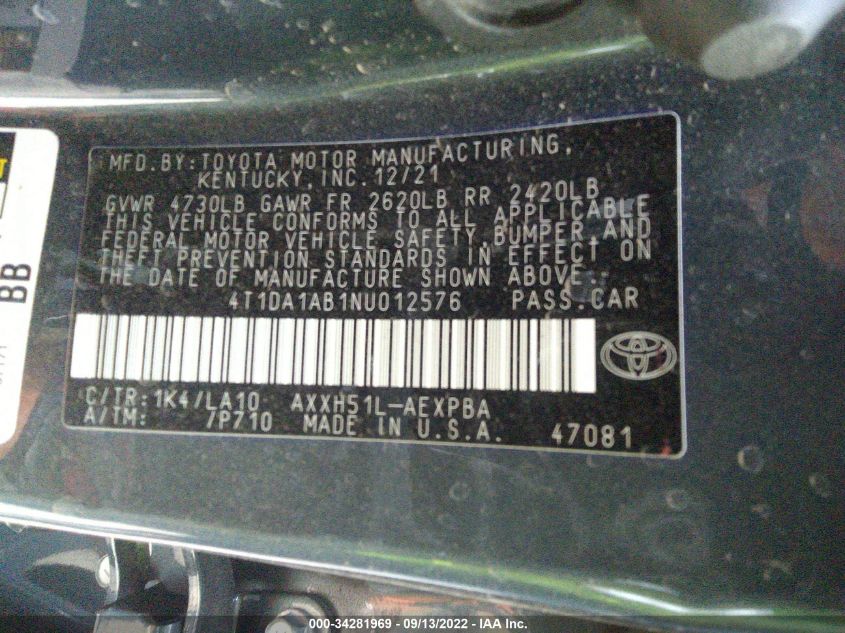 MFD. BY: TOYOTA MOTOR MANUFACTURING,
KENTUCKY, INC. 12/21
GVWR 4730LB GAWR FR 2620LB RR 2420LB
THIS VEHICLE CONFORMS TO ALL APPLICABLE
FEDERAL MOTOR VEHICLE SAFETY, BUMPER AND
THEFT PREVENTION STANDARDS IN EFFECT ON
THE DATE OF MANUFACTURE SHOWN ABOVE:
4T1DA1AB1NU012576 PASS. CAR
C/TR: 1K4/LA10 AXXH51L-AEXPBA
A/TM: /P710 MADE IN U.S.A. 47081
BB
000-34281969 - 09/13/2022 - IAA Inc.